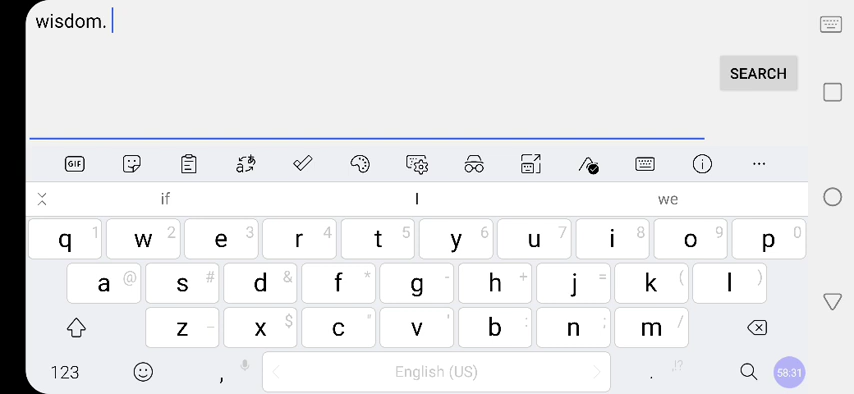 wisdom.
SEARCH
GIF
if I we
q 1 w 2 e 3 r 4 t 5 y 6 u 7 i 8 o 9 p 0
a @ s # d & f * g - h + j = k ( l )
z _ x $ c " v ' b : n ; m /
123 , English (US) . ,!?
58:31